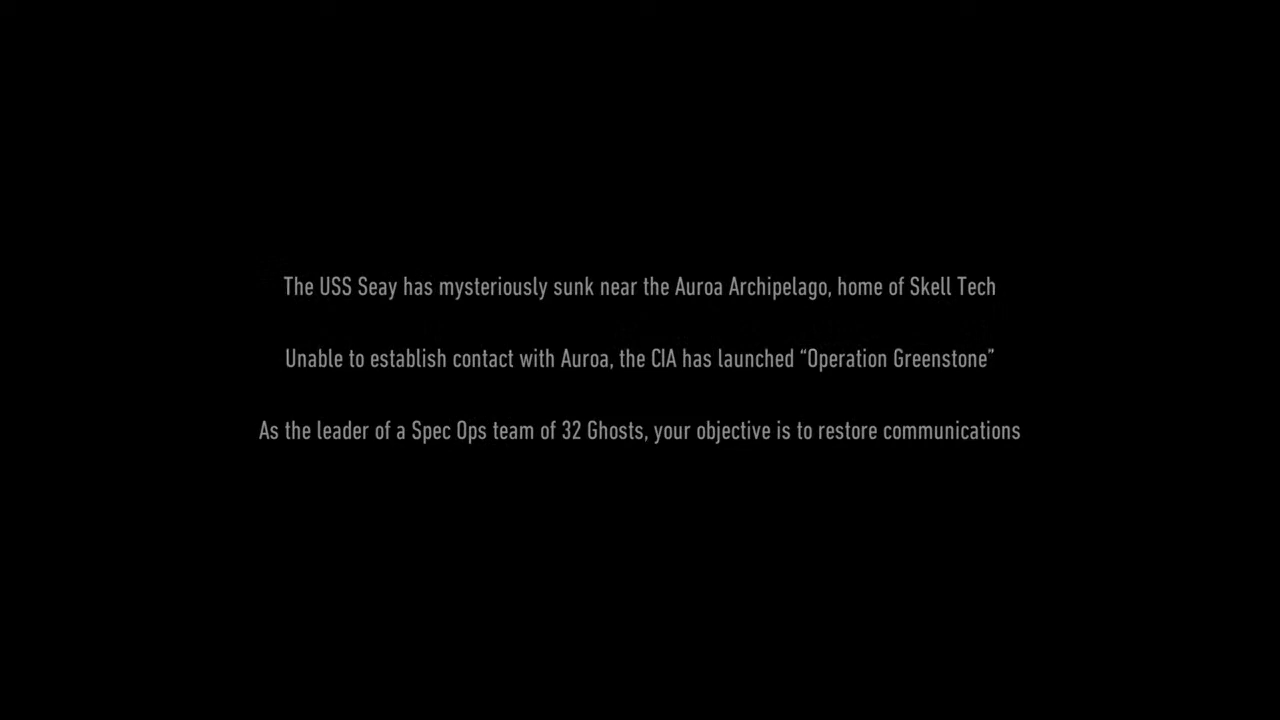 The USS Seay has mysteriously sunk near the Auroa Archipelago, home of Skell Tech
Unable to establish contact with Auroa, the CIA has launched “Operation Greenstone”
As the leader of a Spec Ops team of 32 Ghosts, your objective is to restore communications